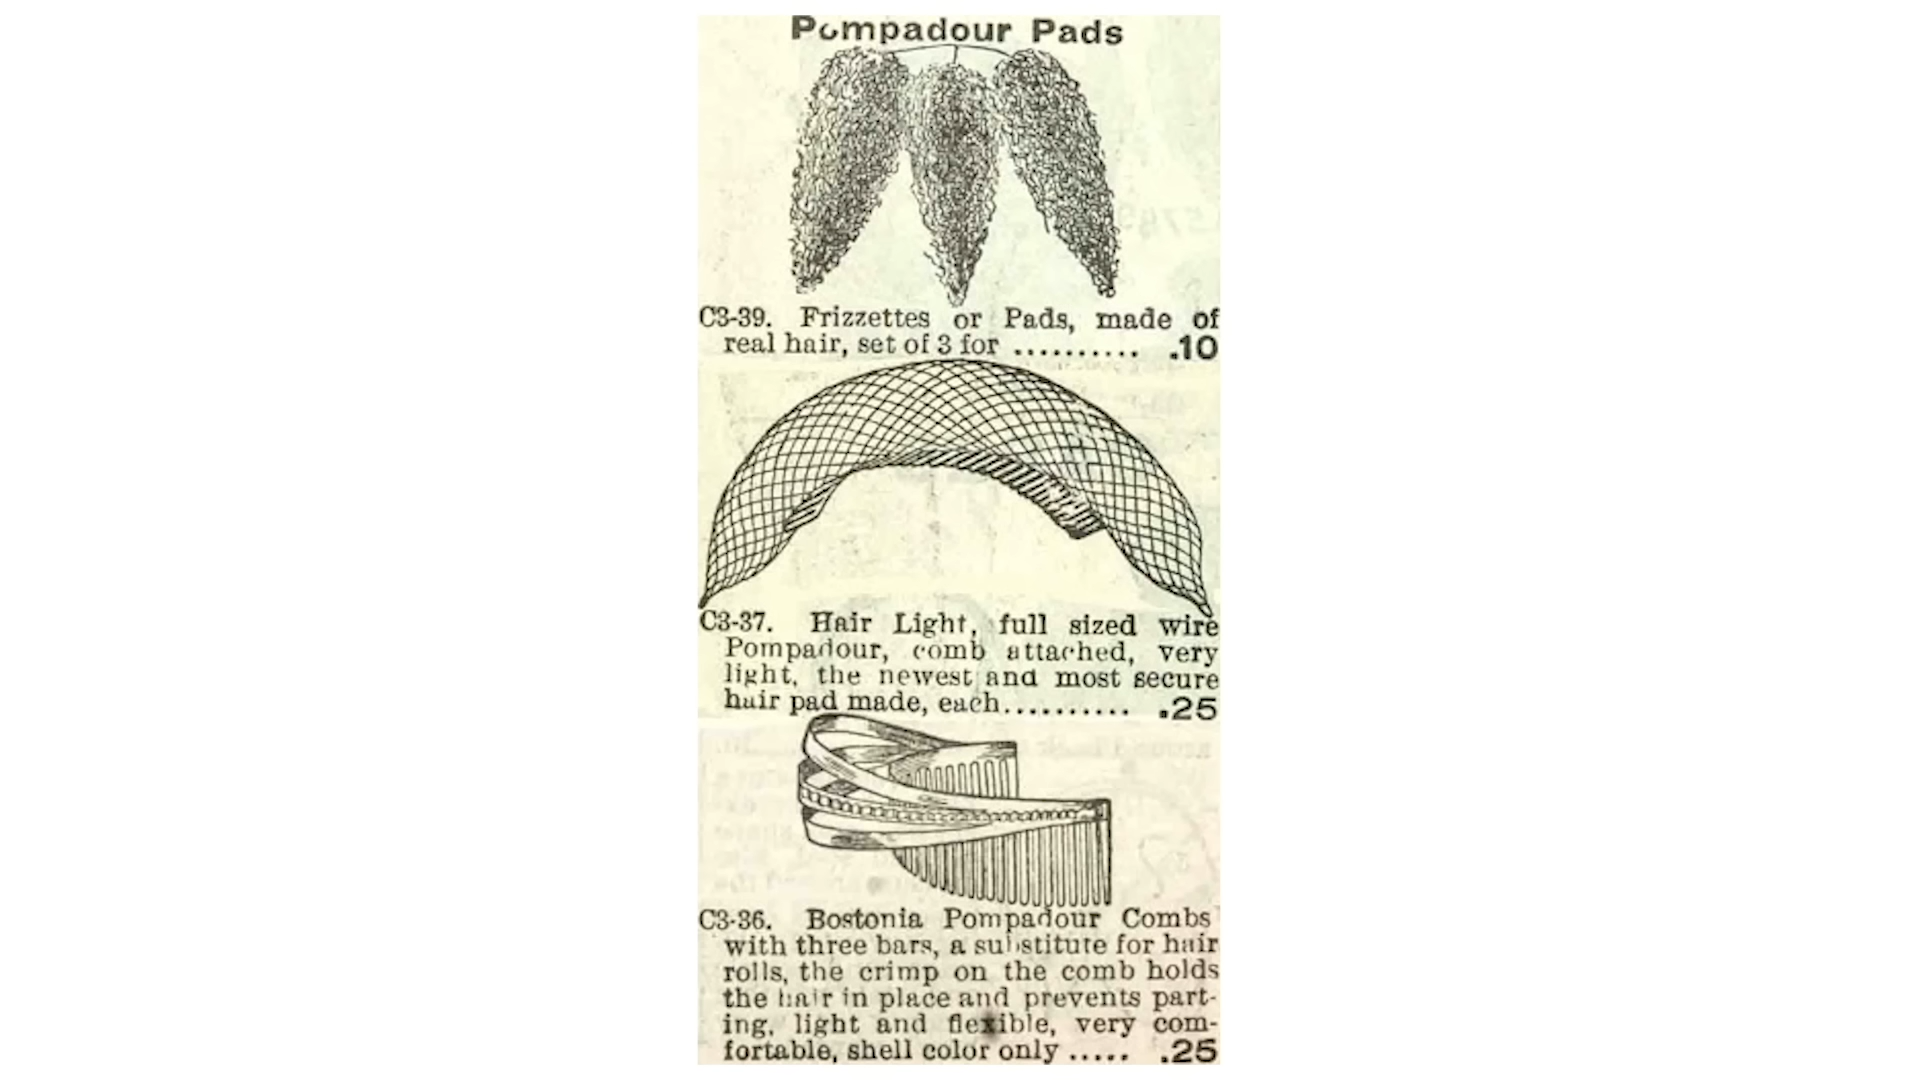 Pompadour Pads
C3-39. Frizzettes or Pads, made of
real hair, set of 3 for .......... .10
C3-37. Hair Light, full sized wire
Pompadour, comb attached, very
light, the newest and most secure
hair pad made, each.......... .25
C3-36. Bostonia Pompadour Combs
with three bars, a substitute for hair
rolls, the crimp on the comb holds
the hair in place and prevents part-
ing, light and flexible, very com-
fortable, shell color only ..... .25